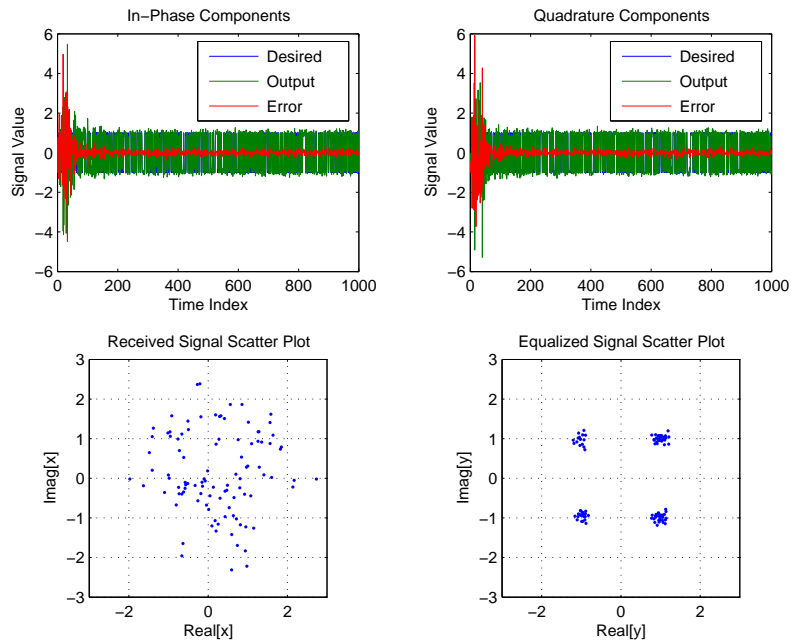 In−Phase Components
Quadrature Components
6
4
2
0
−2
−4
−6
Signal Value
Desired
Output
Error
0
200
400
600
800
1000
Time Index
6
4
2
0
−2
−4
−6
Signal Value
Desired
Output
Error
0
200
400
600
800
1000
Time Index
Received Signal Scatter Plot
3
2
1
0
−1
−2
−3
Imag[x]
−2
0
2
Real[x]
Equalized Signal Scatter Plot
3
2
1
0
−1
−2
−3
Imag[y]
−2
0
2
Real[y]